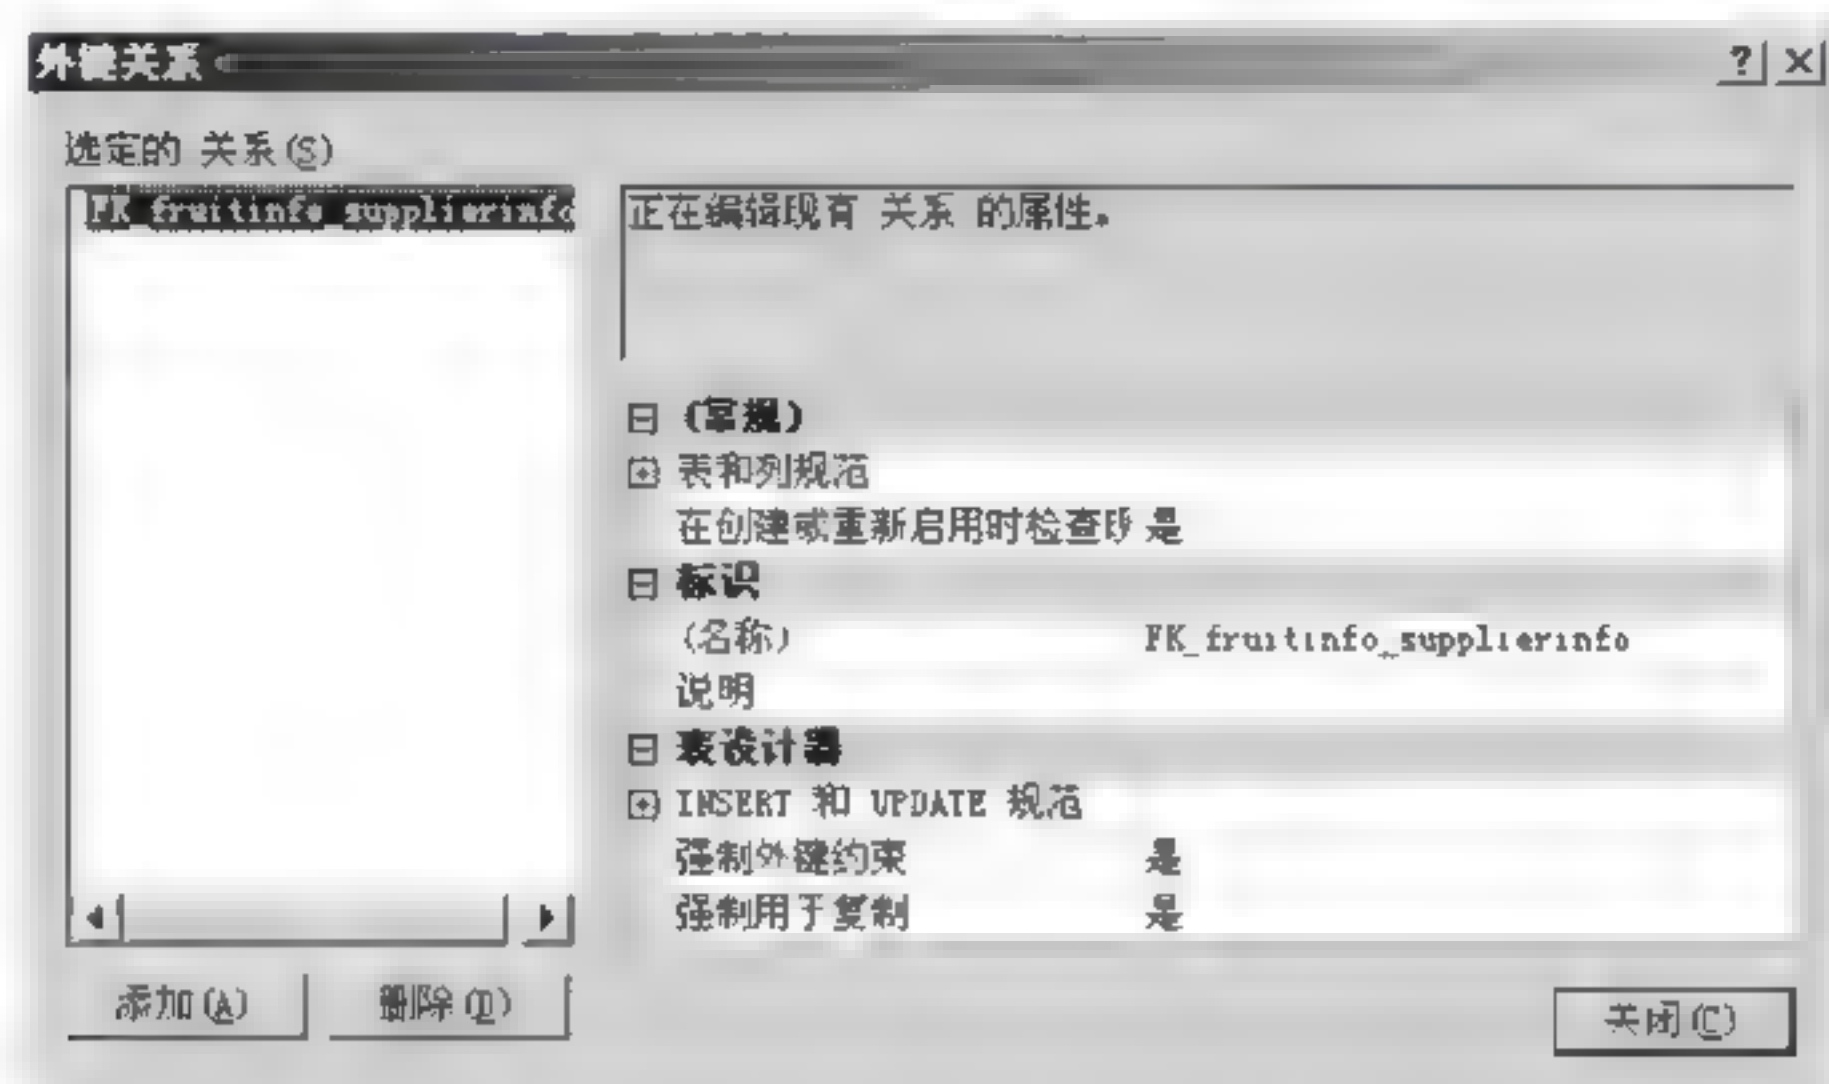 外键关系
选定的 关系(S)
FK_fruitinfo_supplierinfo
正在编辑现有 关系 的属性。
(常规)
表和列规范
在创建或重新启用时检查现 是
标识
(名称) FK_fruitinfo_supplierinfo
说明
表设计器
INSERT 和 UPDATE 规范
强制外键约束 是
强制用于复制 是
添加(A) 删除(D)
关闭(C)